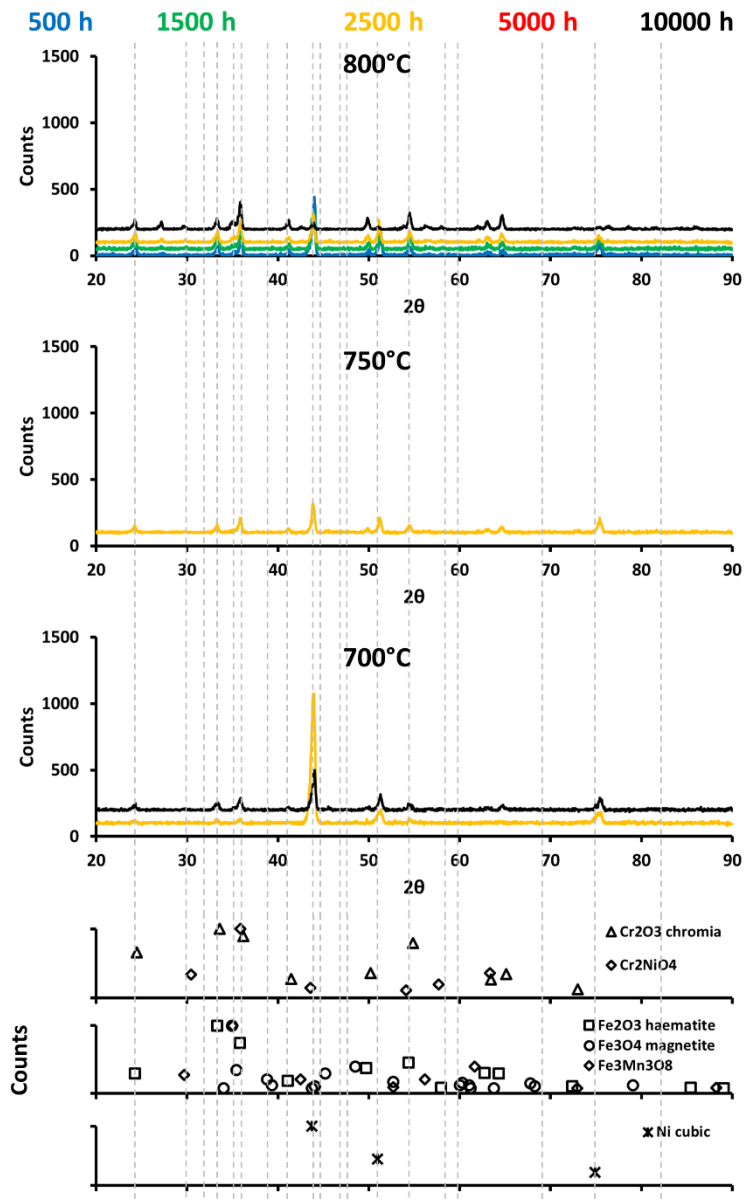 500 h 1500 h 2500 h 5000 h 10000 h
800°C
1500
1000
500
0
Counts
20 30 40 50 60 70 80 90
2θ
750°C
1500
1000
500
0
Counts
20 30 40 50 60 70 80 90
2θ
700°C
1500
1000
500
0
Counts
20 30 40 50 60 70 80 90
2θ
Cr2O3 chromia
Cr2NiO4
Fe2O3 haematite
Fe3O4 magnetite
Fe3Mn3O8
Counts
Ni cubic